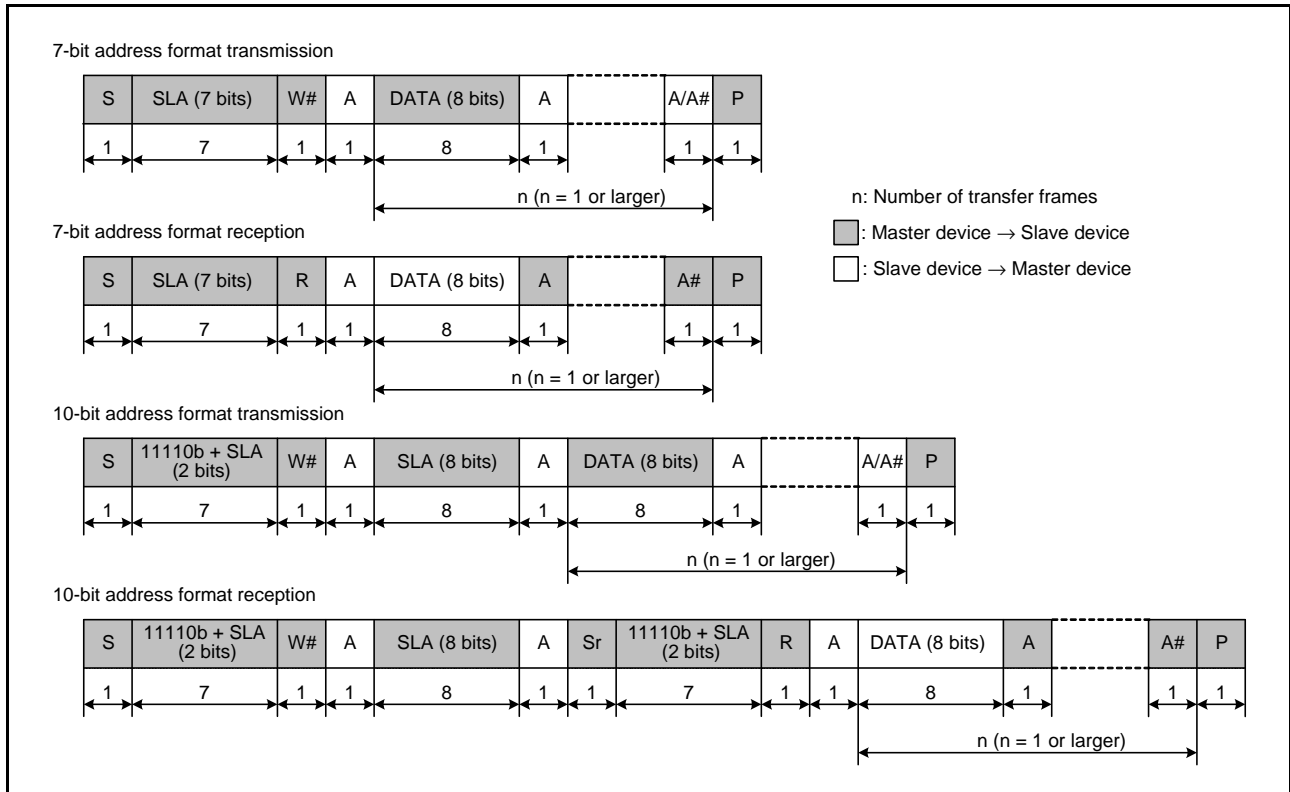 7-bit address format transmission
S SLA (7 bits) W# A DATA (8 bits) A A/A# P
1 7 1 1 8 1 1 1
n (n = 1 or larger)
n: Number of transfer frames
: Master device → Slave device
: Slave device → Master device
7-bit address format reception
S SLA (7 bits) R A DATA (8 bits) A A# P
1 7 1 1 8 1 1 1
n (n = 1 or larger)
10-bit address format transmission
S 11110b + SLA (2 bits) W# A SLA (8 bits) A DATA (8 bits) A A/A# P
1 7 1 1 8 1 8 1 1 1
n (n = 1 or larger)
10-bit address format reception
S 11110b + SLA (2 bits) W# A SLA (8 bits) A Sr 11110b + SLA (2 bits) R A DATA (8 bits) A A# P
1 7 1 1 8 1 1 7 1 1 8 1 1 1
n (n = 1 or larger)